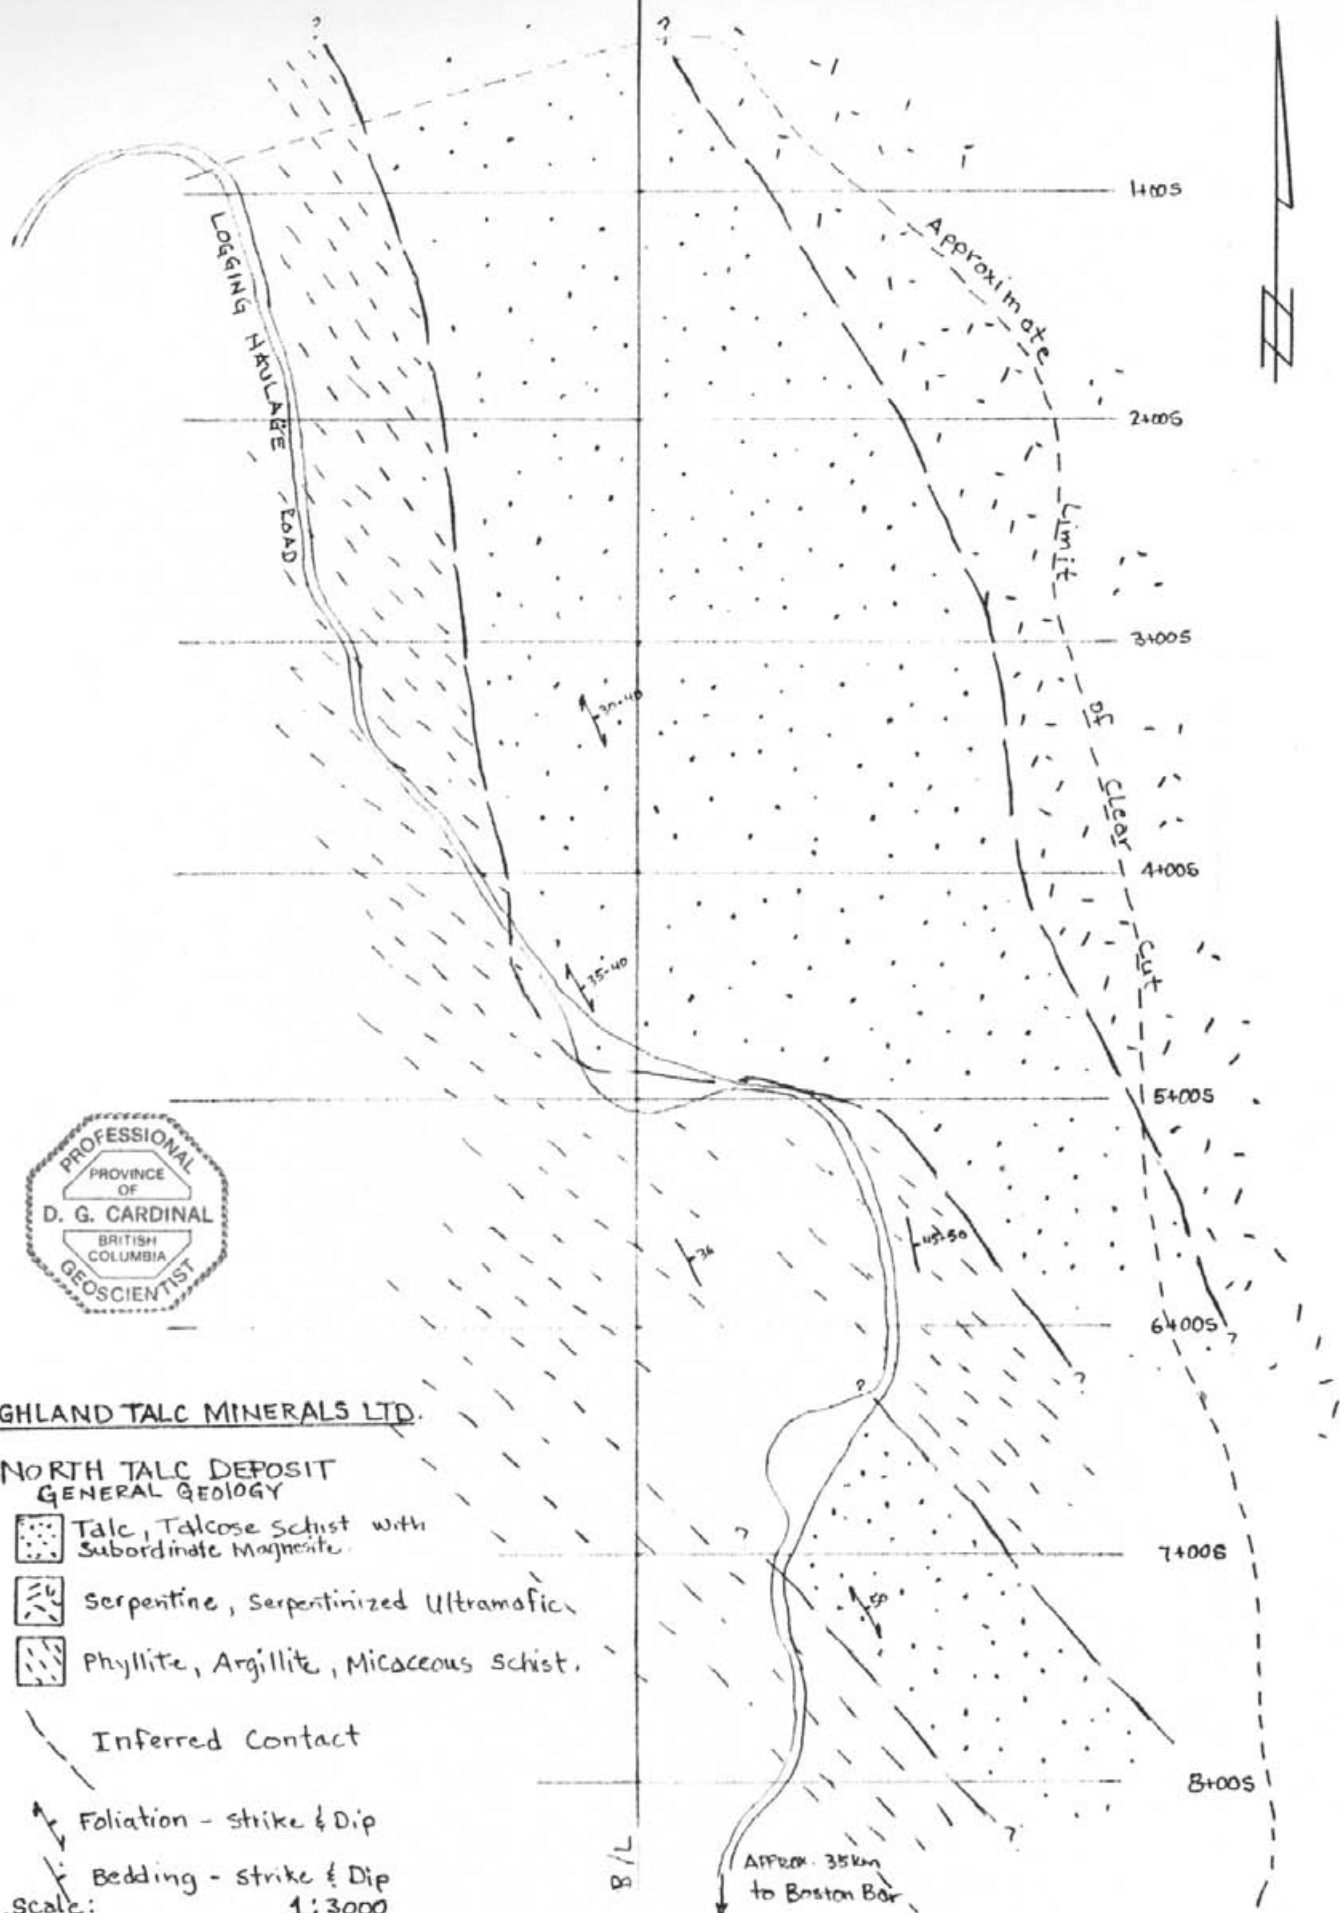 ?
?
1+00S
LOGGING HAULAGE ROAD
Approximate Limit of Clear Cut
2+00S
3+00S
30-40
4+00S
35-40
5+00S
PROFESSIONAL
PROVINCE
OF
D. G. CARDINAL
BRITISH
COLUMBIA
GEOSCIENTIST
36
45-50
6+00S
?
?
?
GHLAND TALC MINERALS LTD.
NORTH TALC DEPOSIT
GENERAL GEOLOGY
Talc, Talcose Schist with
Subordinate Magnesite.
?
7+00S
Serpentine, Serpentinized Ultramafic
50
Phyllite, Argillite, Micaceous Schist.
Inferred Contact
8+00S
Foliation - Strike & Dip
?
B/L
APPROX. 35km
to Boston Bar
Bedding - Strike & Dip
Scale: 1:3000